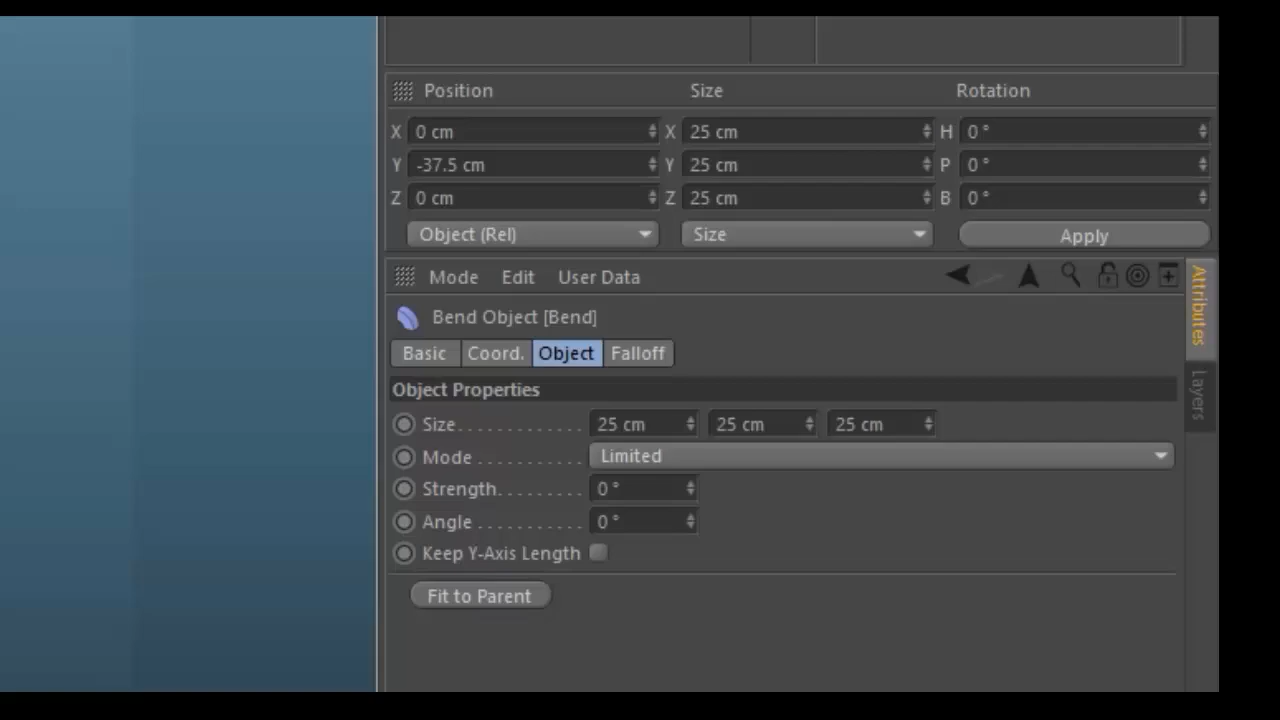 Position Size Rotation
X 0 cm X 25 cm H 0 °
Y -37.5 cm Y 25 cm P 0 °
Z 0 cm Z 25 cm B 0 °
Object (Rel) Size Apply
Mode Edit User Data
Bend Object [Bend]
Basic Coord. Object Falloff
Object Properties
Size. . . . . . . . . . . . 25 cm 25 cm 25 cm
Mode . . . . . . . . . . Limited
Strength. . . . . . . . . 0 °
Angle . . . . . . . . . . 0 °
Keep Y-Axis Length
Fit to Parent
Attributes
Layers